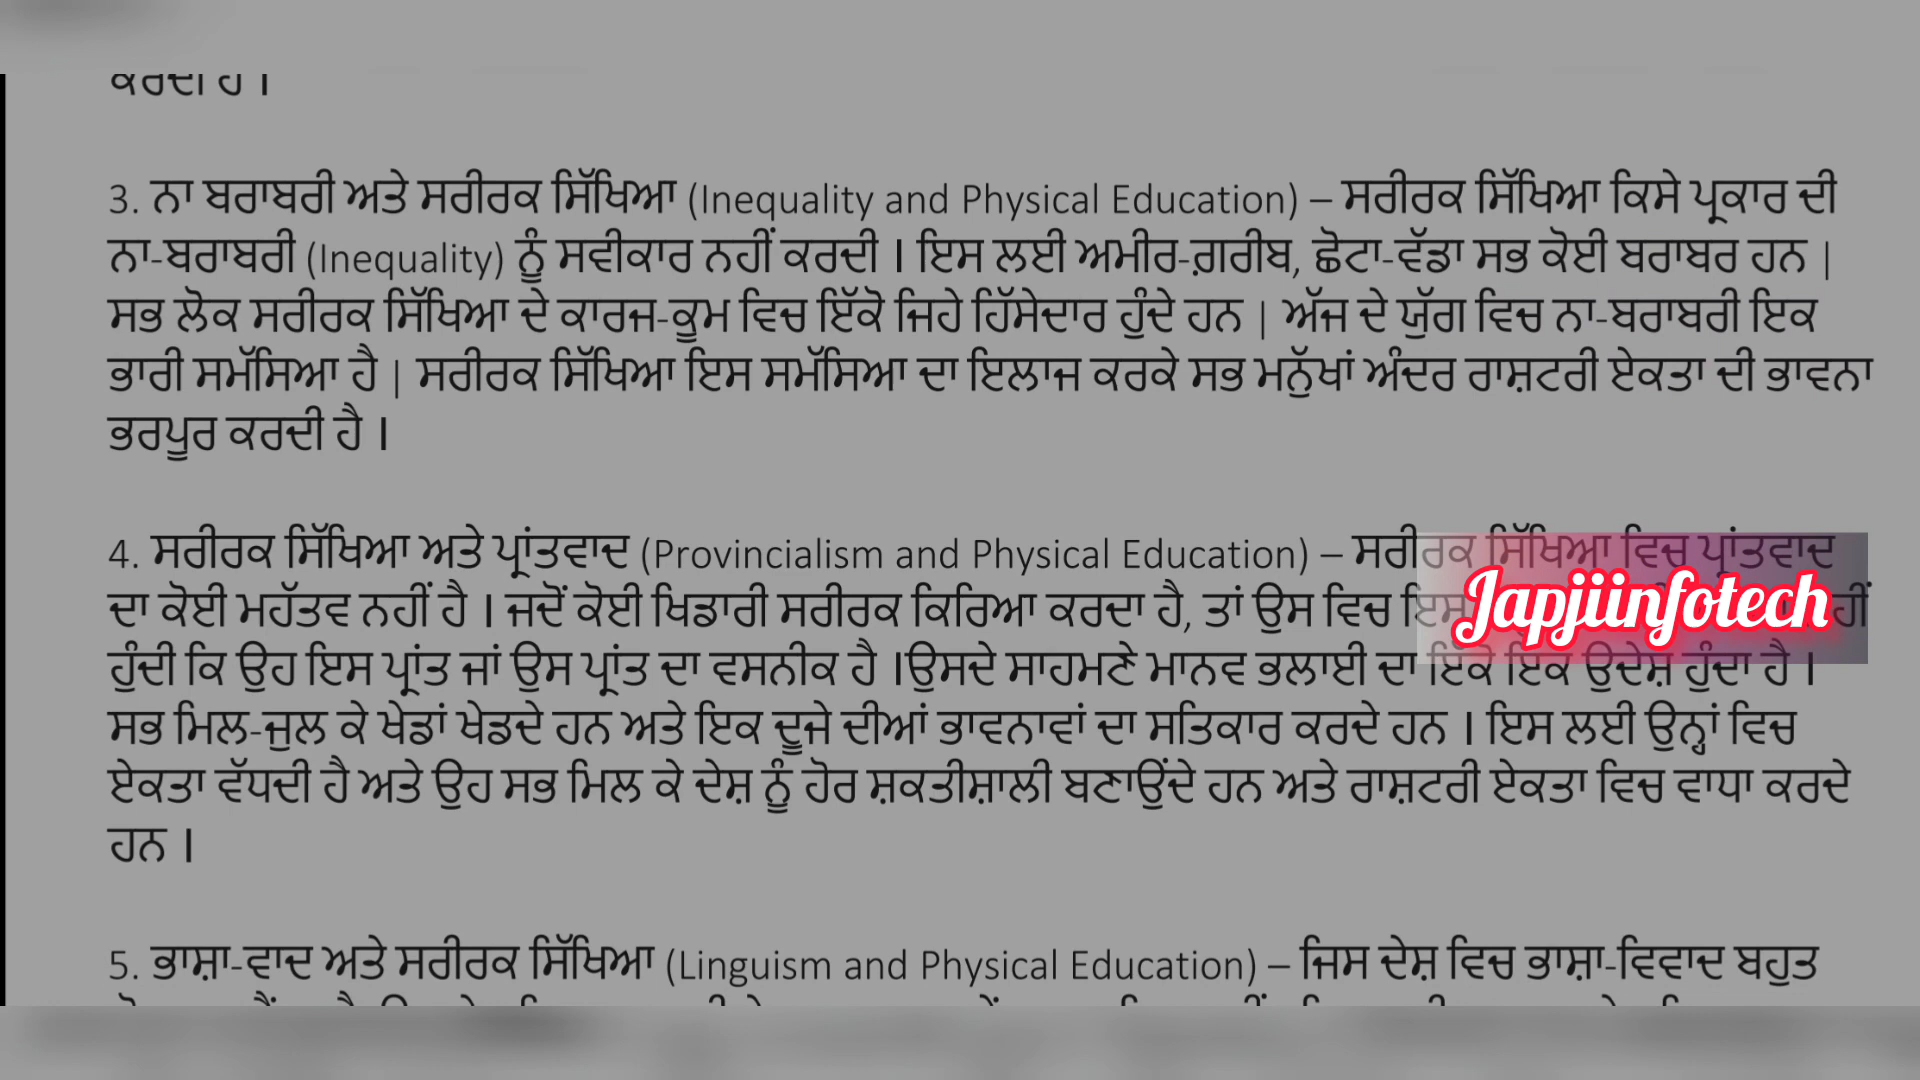 ਕਰਦੀ ਹੈ ।
3. ਨਾ ਬਰਾਬਰੀ ਅਤੇ ਸਰੀਰਕ ਸਿੱਖਿਆ (Inequality and Physical Education) – ਸਰੀਰਕ ਸਿੱਖਿਆ ਕਿਸੇ ਪ੍ਰਕਾਰ ਦੀ
ਨਾ-ਬਰਾਬਰੀ (Inequality) ਨੂੰ ਸਵੀਕਾਰ ਨਹੀਂ ਕਰਦੀ । ਇਸ ਲਈ ਅਮੀਰ-ਗ਼ਰੀਬ, ਛੋਟਾ-ਵੱਡਾ ਸਭ ਕੋਈ ਬਰਾਬਰ ਹਨ |
ਸਭ ਲੋਕ ਸਰੀਰਕ ਸਿੱਖਿਆ ਦੇ ਕਾਰਜ-ਕ੍ਰਮ ਵਿਚ ਇੱਕੋ ਜਿਹੇ ਹਿੱਸੇਦਾਰ ਹੁੰਦੇ ਹਨ | ਅੱਜ ਦੇ ਯੁੱਗ ਵਿਚ ਨਾ-ਬਰਾਬਰੀ ਇਕ
ਭਾਰੀ ਸਮੱਸਿਆ ਹੈ | ਸਰੀਰਕ ਸਿੱਖਿਆ ਇਸ ਸਮੱਸਿਆ ਦਾ ਇਲਾਜ ਕਰਕੇ ਸਭ ਮਨੁੱਖਾਂ ਅੰਦਰ ਰਾਸ਼ਟਰੀ ਏਕਤਾ ਦੀ ਭਾਵਨਾ
ਭਰਪੂਰ ਕਰਦੀ ਹੈ ।
4. ਸਰੀਰਕ ਸਿੱਖਿਆ ਅਤੇ ਪ੍ਰਾਂਤਵਾਦ (Provincialism and Physical Education) – ਸਰੀਰਕ ਸਿੱਖਿਆ ਵਿਚ ਪ੍ਰਾਂਤਵਾਦ
ਦਾ ਕੋਈ ਮਹੱਤਵ ਨਹੀਂ ਹੈ । ਜਦੋਂ ਕੋਈ ਖਿਡਾਰੀ ਸਰੀਰਕ ਕਿਰਿਆ ਕਰਦਾ ਹੈ, ਤਾਂ ਉਸ ਵਿਚ ਇਸ
Japjiinfotech
ਹੁੰਦੀ ਕਿ ਉਹ ਇਸ ਪ੍ਰਾਂਤ ਜਾਂ ਉਸ ਪ੍ਰਾਂਤ ਦਾ ਵਸਨੀਕ ਹੈ ।ਉਸਦੇ ਸਾਹਮਣੇ ਮਾਨਵ ਭਲਾਈ ਦਾ ਇੱਕੋ ਇੱਕ ਉਦੇਸ਼ ਹੁੰਦਾ ਹੈ ।
ਸਭ ਮਿਲ-ਜੁਲ ਕੇ ਖੇਡਾਂ ਖੇਡਦੇ ਹਨ ਅਤੇ ਇਕ ਦੂਜੇ ਦੀਆਂ ਭਾਵਨਾਵਾਂ ਦਾ ਸਤਿਕਾਰ ਕਰਦੇ ਹਨ । ਇਸ ਲਈ ਉਨ੍ਹਾਂ ਵਿਚ
ਏਕਤਾ ਵੱਧਦੀ ਹੈ ਅਤੇ ਉਹ ਸਭ ਮਿਲ ਕੇ ਦੇਸ਼ ਨੂੰ ਹੋਰ ਸ਼ਕਤੀਸ਼ਾਲੀ ਬਣਾਉਂਦੇ ਹਨ ਅਤੇ ਰਾਸ਼ਟਰੀ ਏਕਤਾ ਵਿਚ ਵਾਧਾ ਕਰਦੇ
ਹਨ ।
5. ਭਾਸ਼ਾ-ਵਾਦ ਅਤੇ ਸਰੀਰਕ ਸਿੱਖਿਆ (Linguism and Physical Education) – ਜਿਸ ਦੇਸ਼ ਵਿਚ ਭਾਸ਼ਾ-ਵਿਵਾਦ ਬਹੁਤ